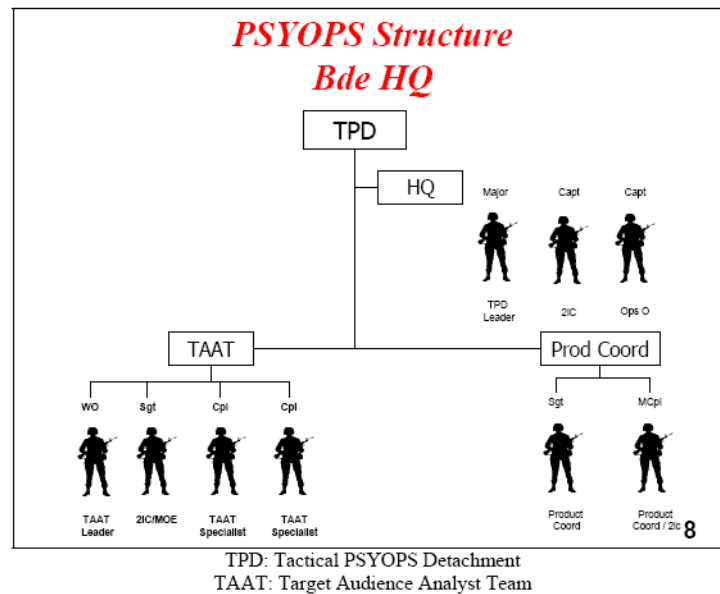 PSYOPS Structure
Bde HQ
TPD
HQ
Major Capt Capt
TPD
Leader
2IC
Ops O
TAAT
Prod Coord
WO Sgt Cpl Cpl
Sgt MCpl
TAAT
Leader
2IC/MOE
TAAT
Specialist
TAAT
Specialist
Product
Coord
Product
Coord / 2Ic
8
TPD: Tactical PSYOPS Detachment
TAAT: Target Audience Analyst Team